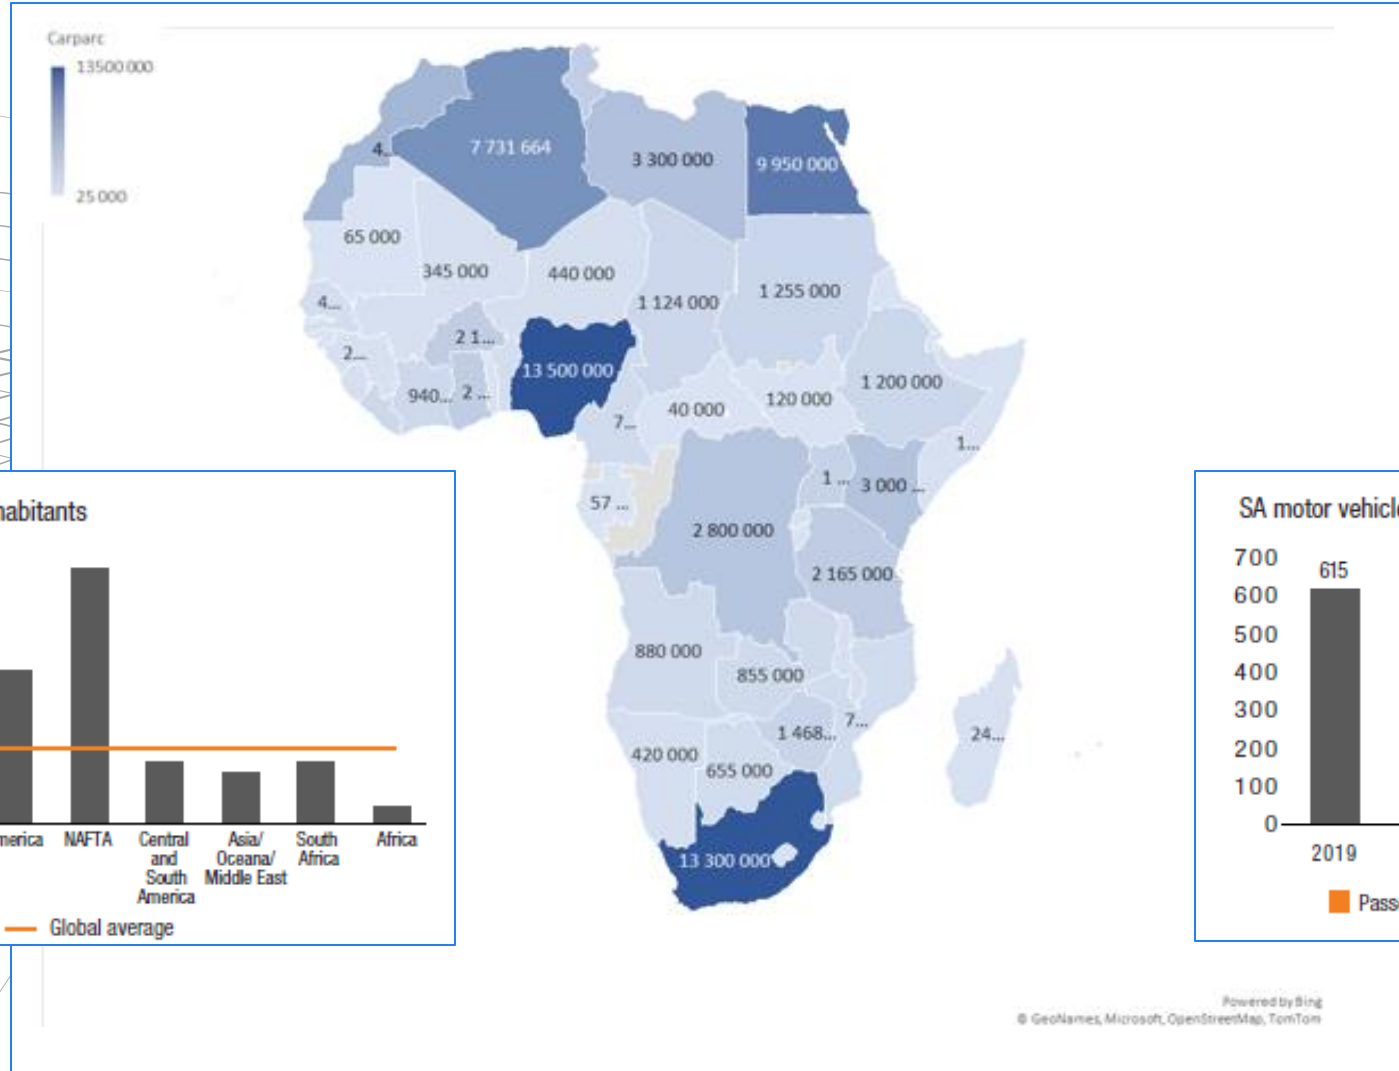 Carparc
13500 000
25 000
7 731 664
4...
3 300 000
9 950 000
65 000
345 000
440 000
1 124 000
1 255 000
4...
2...
2 1...
13 500 000
940...
2 ...
7...
40 000
120 000
1 200 000
1...
57 ...
2 800 000
1 ...
3 000 ...
2 165 000
880 000
855 000
1 468...
7...
24...
420 000
655 000
13 300 000
habitants
merica
NAFTA
Central
and
South
America
Asia/
Oceana/
Middle East
South
Africa
Africa
Global average
SA motor vehicle
700
600
500
400
300
200
100
0
615
2019
Passe
Powered by Bing
© GeoNames, Microsoft, OpenStreetMap, TomTom